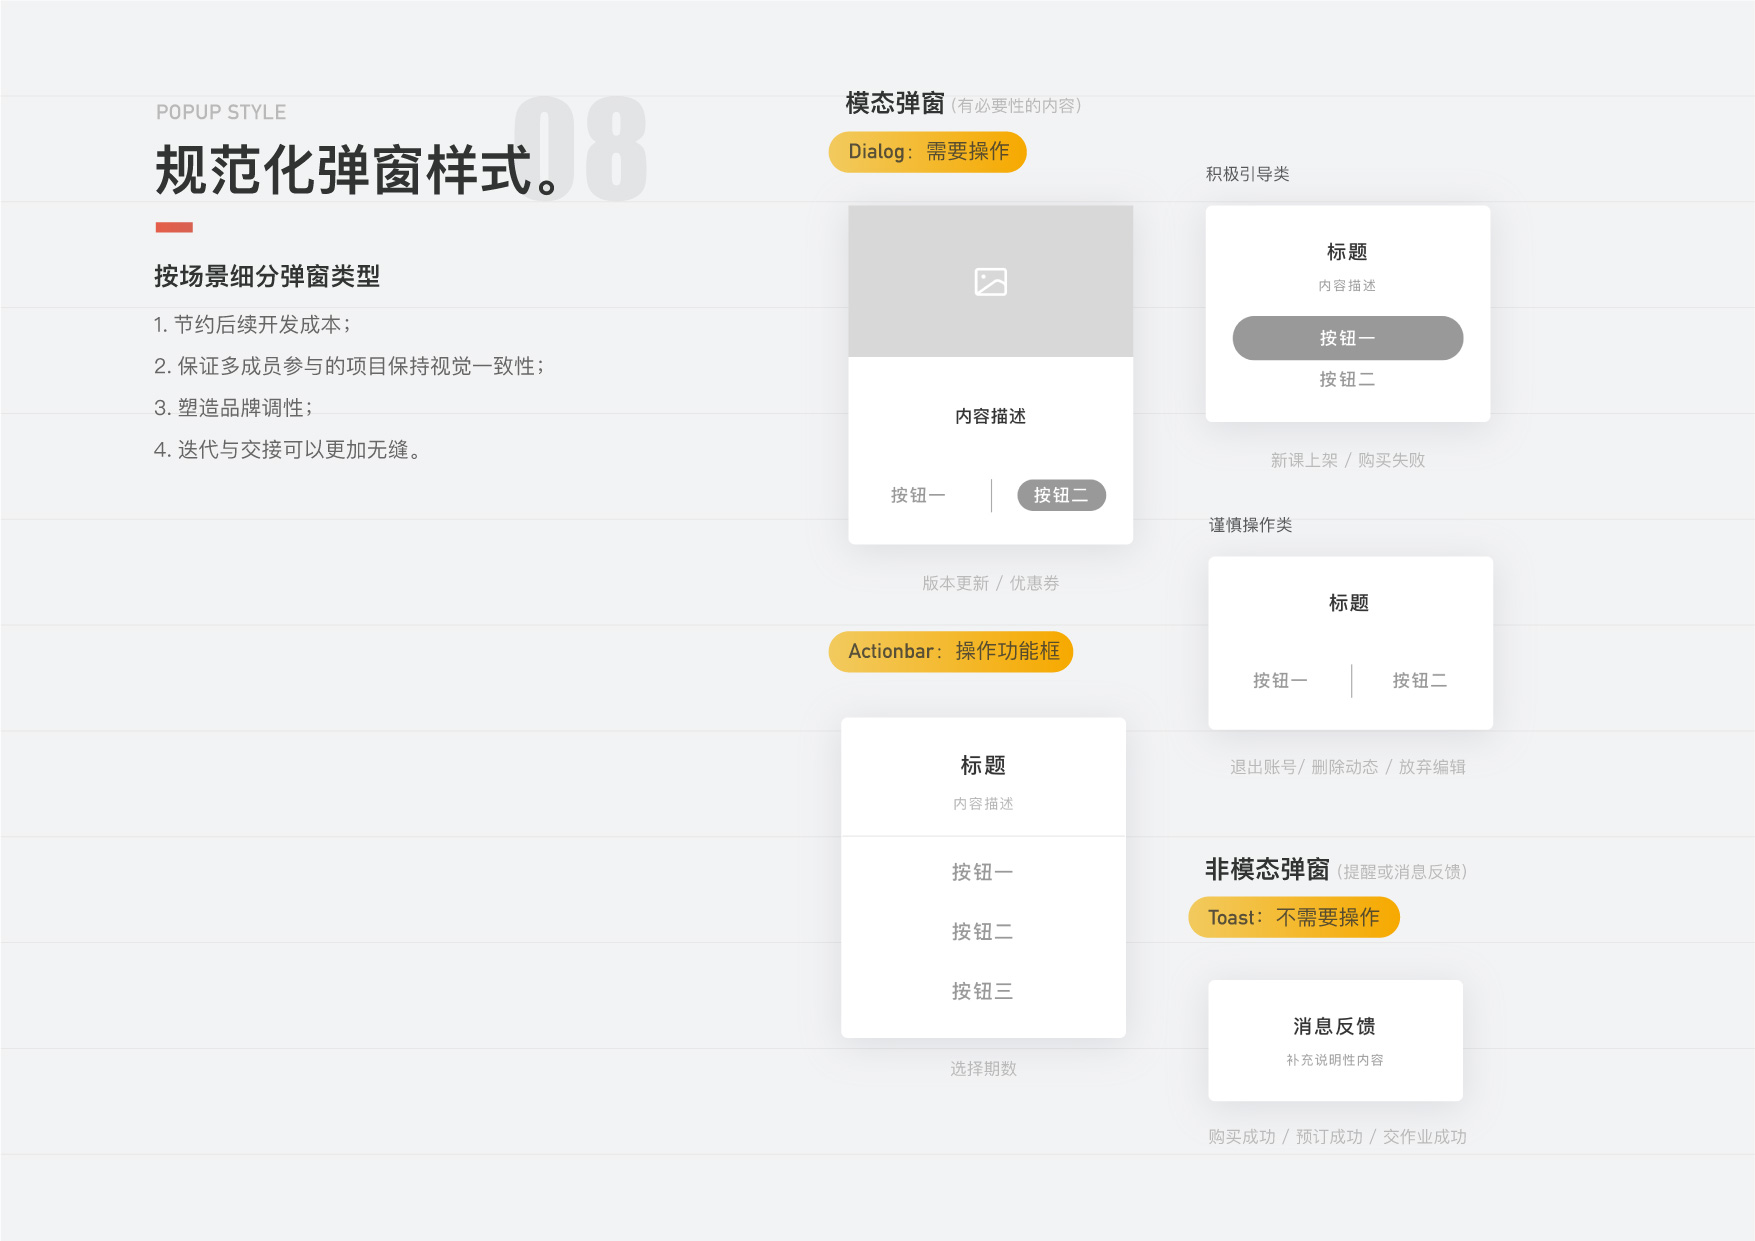 POPUP STYLE
08
规范化弹窗样式。
按场景细分弹窗类型
1. 节约后续开发成本；
2. 保证多成员参与的项目保持视觉一致性；
3. 塑造品牌调性；
4. 迭代与交接可以更加无缝。
模态弹窗 (有必要性的内容)
Dialog：需要操作
内容描述
按钮一
按钮二
版本更新 / 优惠券
积极引导类
标题
内容描述
按钮一
按钮二
新课上架 / 购买失败
谨慎操作类
标题
按钮一
按钮二
退出账号/ 删除动态 / 放弃编辑
Actionbar：操作功能框
标题
内容描述
按钮一
按钮二
按钮三
选择期数
非模态弹窗 (提醒或消息反馈)
Toast：不需要操作
消息反馈
补充说明性内容
购买成功 / 预订成功 / 交作业成功